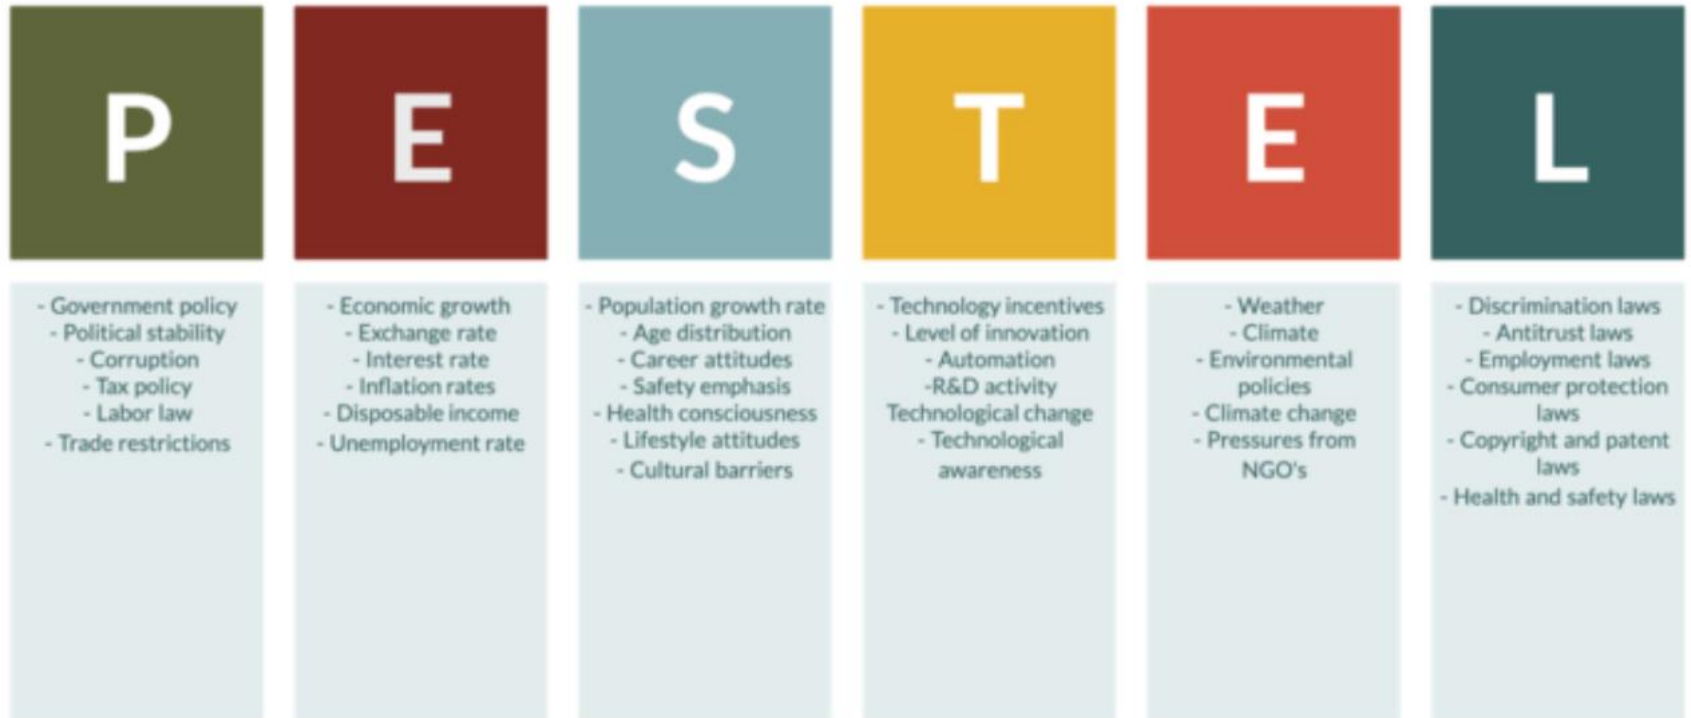 P
E
S
T
E
L
- Government policy
- Political stability
- Corruption
- Tax policy
- Labor law
- Trade restrictions
- Economic growth
- Exchange rate
- Interest rate
- Inflation rates
- Disposable income
- Unemployment rate
- Population growth rate
- Age distribution
- Career attitudes
- Safety emphasis
- Health consciousness
- Lifestyle attitudes
- Cultural barriers
- Technology incentives
- Level of innovation
- Automation
-R&D activity
Technological change
- Technological
awareness
- Weather
- Climate
- Environmental
policies
- Climate change
- Pressures from
NGO's
- Discrimination laws
- Antitrust laws
- Employment laws
- Consumer protection
laws
- Copyright and patent
laws
- Health and safety laws